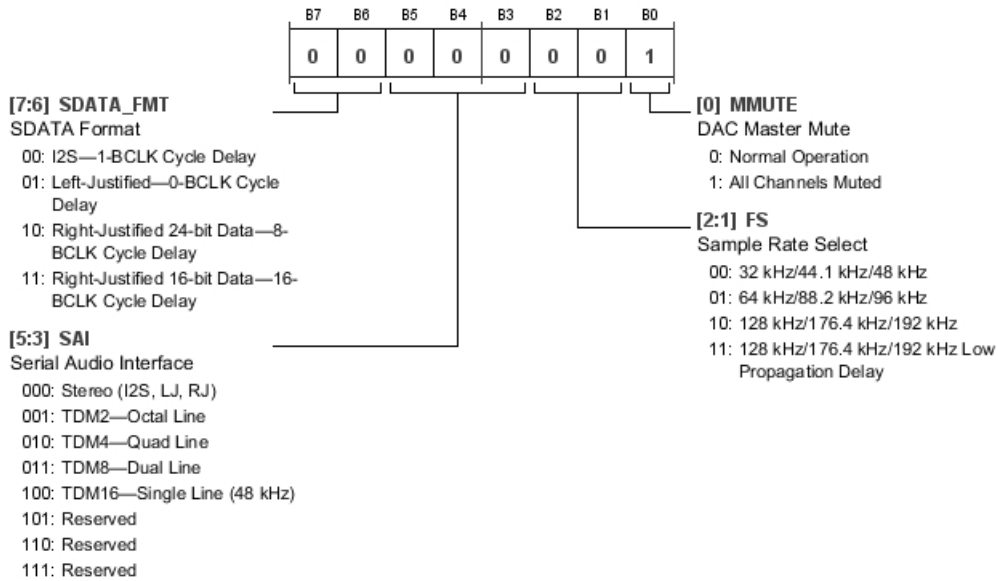 B7 B6 B5 B4 B3 B2 B1 B0
0 0 0 0 0 0 0 1
[7:6] SDATA_FMT
SDATA Format
00: I2S—1-BCLK Cycle Delay
01: Left-Justified—0-BCLK Cycle
Delay
10: Right-Justified 24-bit Data—8-
BCLK Cycle Delay
11: Right-Justified 16-bit Data—16-
BCLK Cycle Delay
[5:3] SAI
Serial Audio Interface
000: Stereo (I2S, LJ, RJ)
001: TDM2—Octal Line
010: TDM4—Quad Line
011: TDM8—Dual Line
100: TDM16—Single Line (48 kHz)
101: Reserved
110: Reserved
111: Reserved
[0] MMUTE
DAC Master Mute
0: Normal Operation
1: All Channels Muted
[2:1] FS
Sample Rate Select
00: 32 kHz/44.1 kHz/48 kHz
01: 64 kHz/88.2 kHz/96 kHz
10: 128 kHz/176.4 kHz/192 kHz
11: 128 kHz/176.4 kHz/192 kHz Low
Propagation Delay